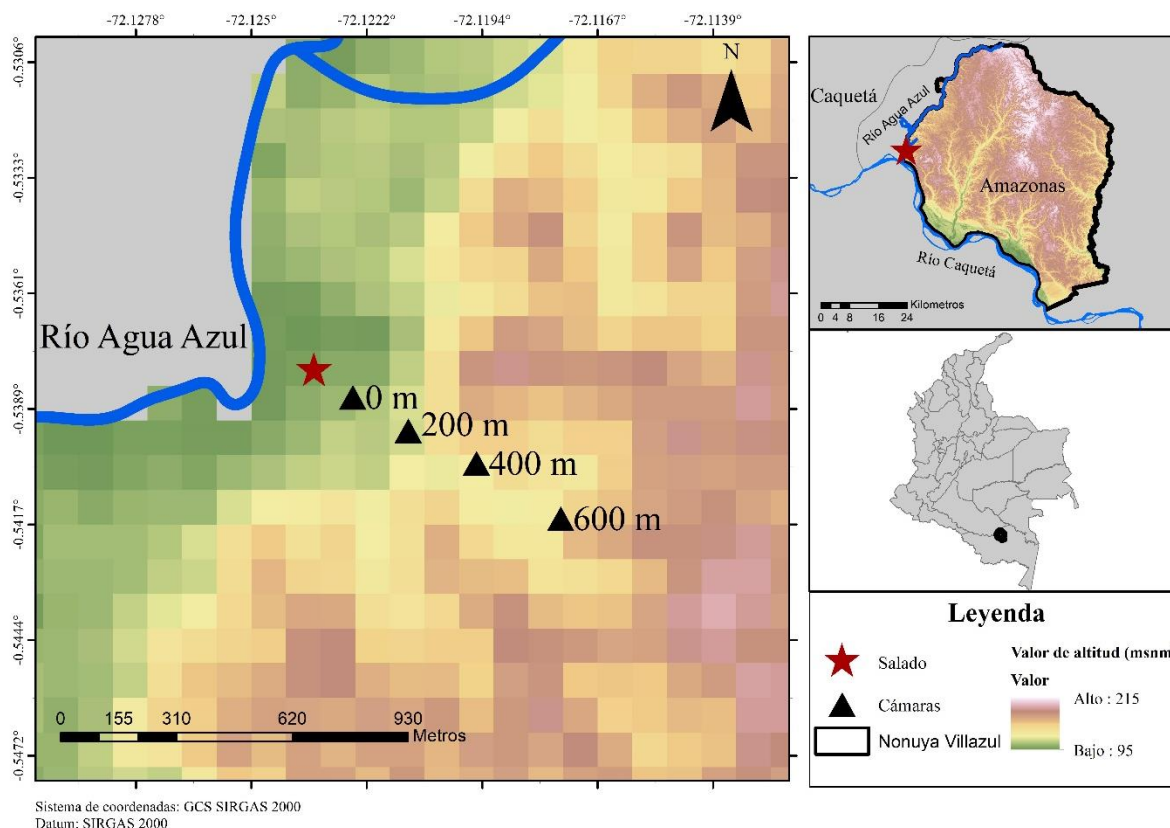 -72.1278°
-72.125°
-72.1222°
-72.1194°
-72.1167°
-72.1139°
-0.5306°
-0.5333°
-0.5361°
-0.5389°
-0.5417°
-0.5444°
-0.5472°
N
Río Agua Azul
0 m
200 m
400 m
600 m
0 155 310 620 930
Metros
Sistema de coordenadas: GCS SIRGAS 2000
Datum: SIRGAS 2000
Caquetá
Río Agua Azul
Amazonas
Río Caquetá
Kilometros
0 4 8 16 24
Leyenda
Salado
Cámaras
Nonuya Villazul
Valor de altitud (msnm
Valor
Alto : 215
Bajo : 95